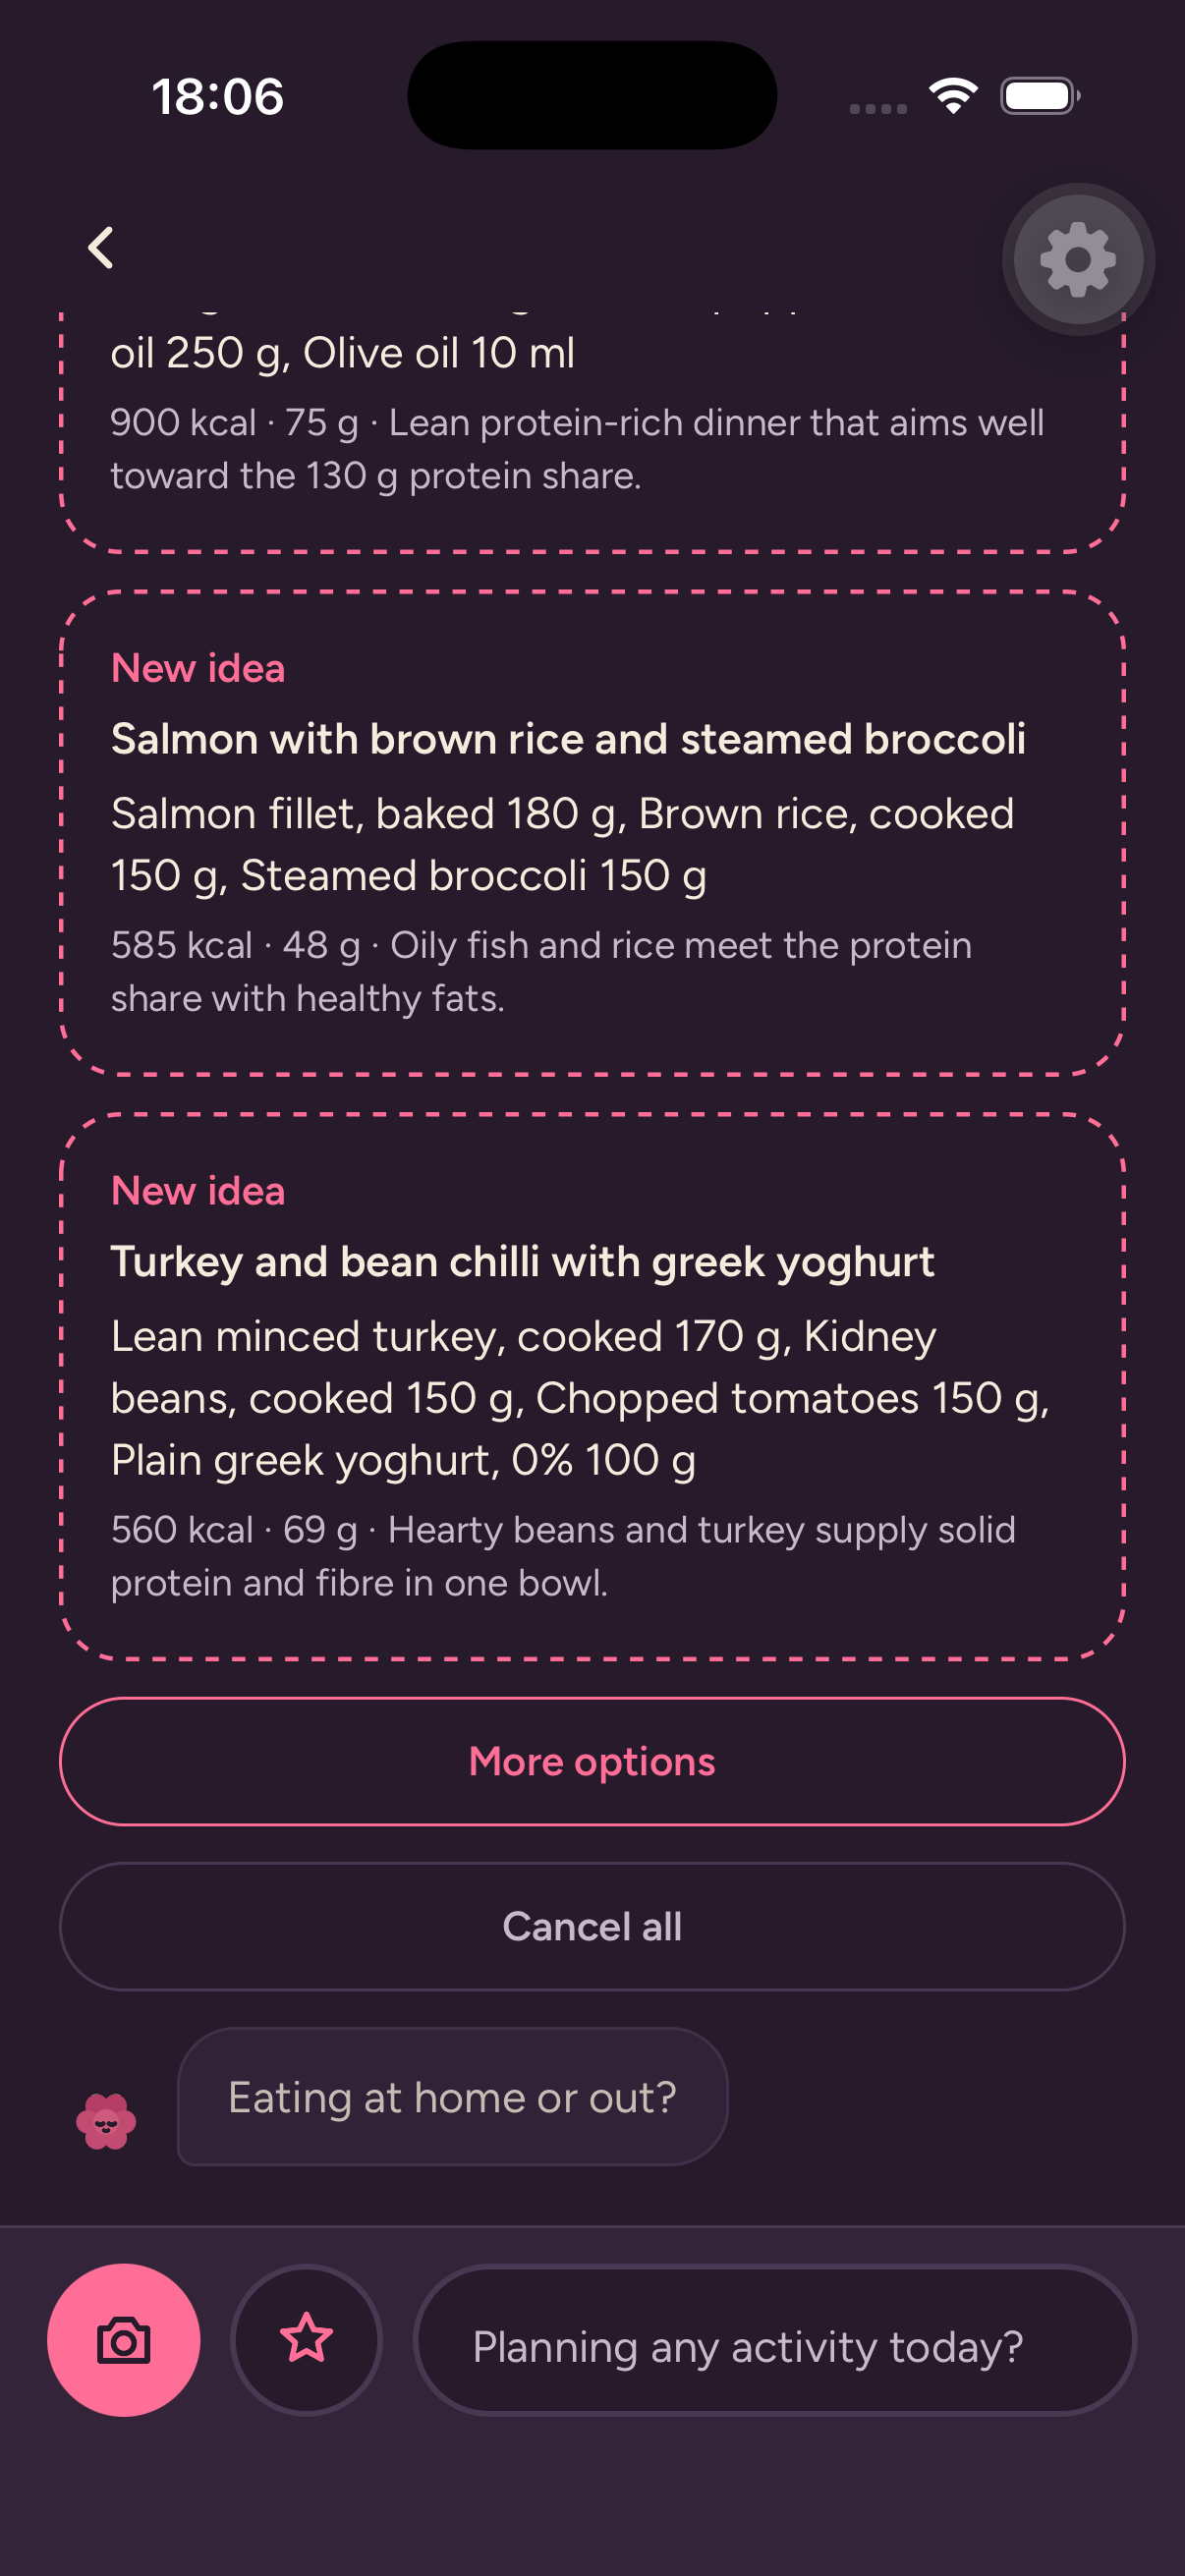 18:06
oil 250 g, Olive oil 10 ml
900 kcal · 75 g · Lean protein-rich dinner that aims well
toward the 130 g protein share.
New idea
Salmon with brown rice and steamed broccoli
Salmon fillet, baked 180 g, Brown rice, cooked
150 g, Steamed broccoli 150 g
585 kcal · 48 g · Oily fish and rice meet the protein
share with healthy fats.
New idea
Turkey and bean chilli with greek yoghurt
Lean minced turkey, cooked 170 g, Kidney
beans, cooked 150 g, Chopped tomatoes 150 g,
Plain greek yoghurt, 0% 100 g
560 kcal · 69 g · Hearty beans and turkey supply solid
protein and fibre in one bowl.
More options
Cancel all
Eating at home or out?
Planning any activity today?